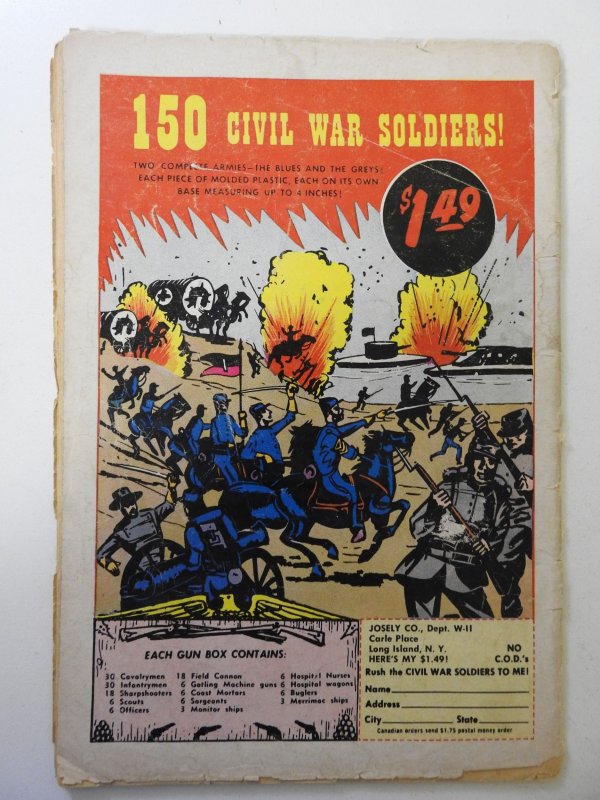 150 CIVIL WAR SOLDIERS!
TWO COMPLETE ARMIES—THE BLUES AND THE GREYS!
EACH PIECE OF MOLDED PLASTIC, EACH ON ITS OWN
BASE MEASURING UP TO 4 INCHES!
$1.49
EACH GUN BOX CONTAINS:
30 Cavalrymen 18 Field Cannon 6 Hospital Nurses
30 Infantrymen 6 Gatling Machine guns 6 Hospital wagons
18 Sharpshooters 6 Coast Mortars 6 Buglers
6 Scouts 6 Sergeants 3 Merrimac ships
6 Officers 3 Monitor ships
JOSELY CO., Dept. W-11
Carle Place
Long Island, N. Y. NO
HERE'S MY $1.49! C.O.D.'s
Rush the CIVIL WAR SOLDIERS TO ME!
Name
Address
City State
Canadian orders send $1.75 postal money order